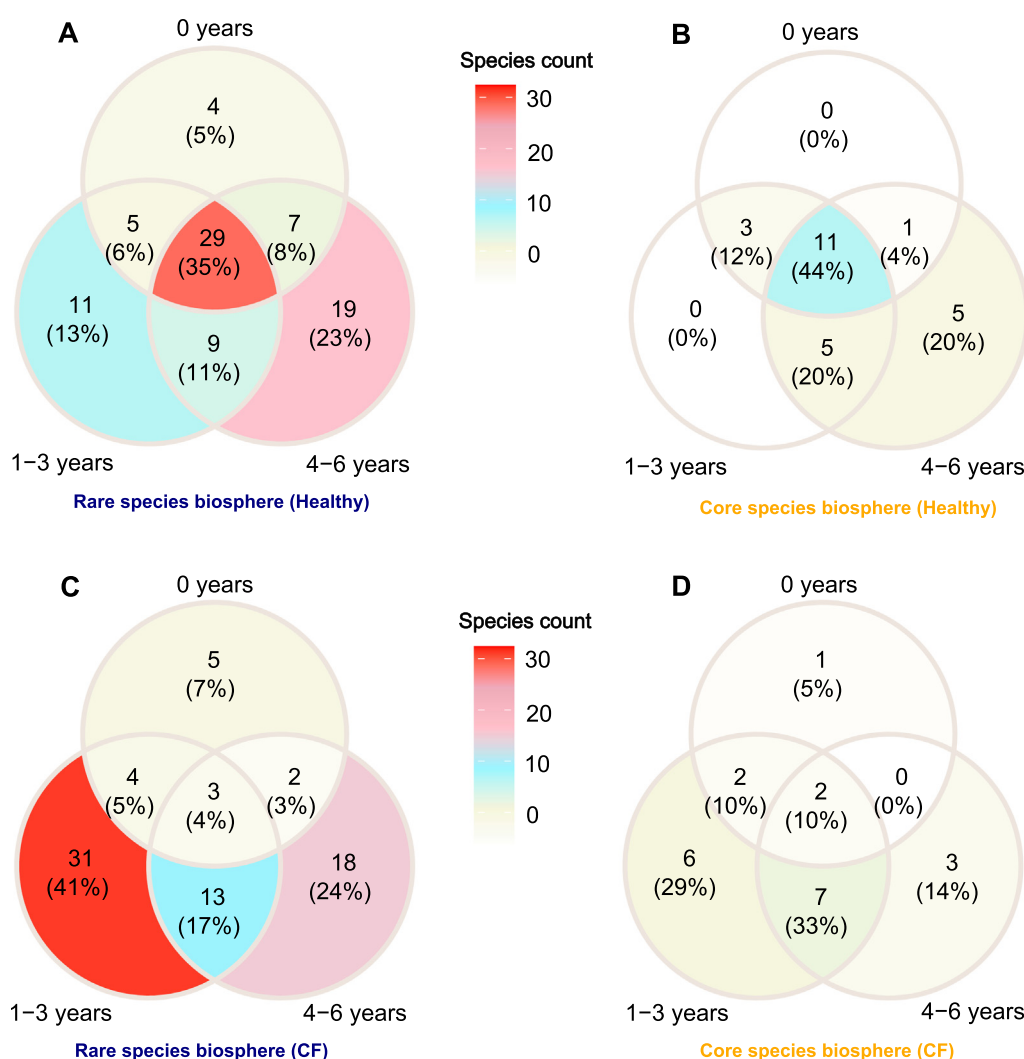 A
0 years
4
(5%)
5
(6%)
29
(35%)
7
(8%)
11
(13%)
9
(11%)
19
(23%)
1−3 years
4−6 years
Rare species biosphere (Healthy)
Species count
30
20
10
0
B
0 years
0
(0%)
3
(12%)
11
(44%)
1
(4%)
0
(0%)
5
(20%)
5
(20%)
1−3 years
4−6 years
Core species biosphere (Healthy)
C
0 years
5
(7%)
4
(5%)
3
(4%)
2
(3%)
31
(41%)
13
(17%)
18
(24%)
1−3 years
4−6 years
Rare species biosphere (CF)
Species count
30
20
10
0
D
0 years
1
(5%)
2
(10%)
2
(10%)
0
(0%)
6
(29%)
7
(33%)
3
(14%)
1−3 years
4−6 years
Core species biosphere (CF)